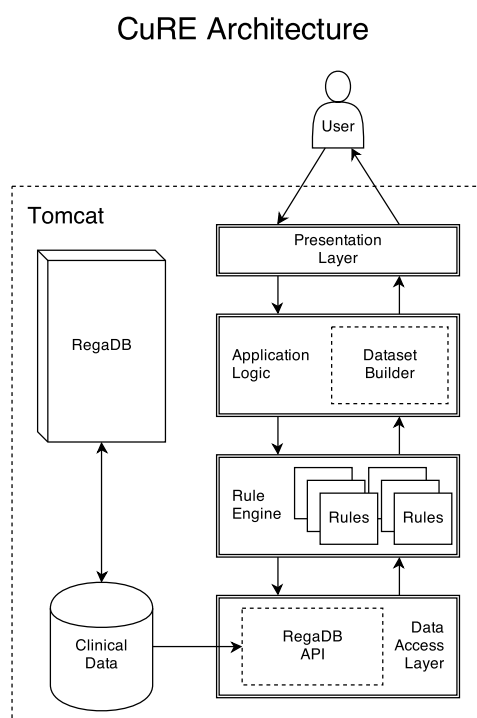 CuRE Architecture
User
Tomcat
Presentation
Layer
RegaDB
Application
Logic
Dataset
Builder
Rule
Engine
Rules
Rules
Clinical
Data
RegaDB
API
Data
Access
Layer